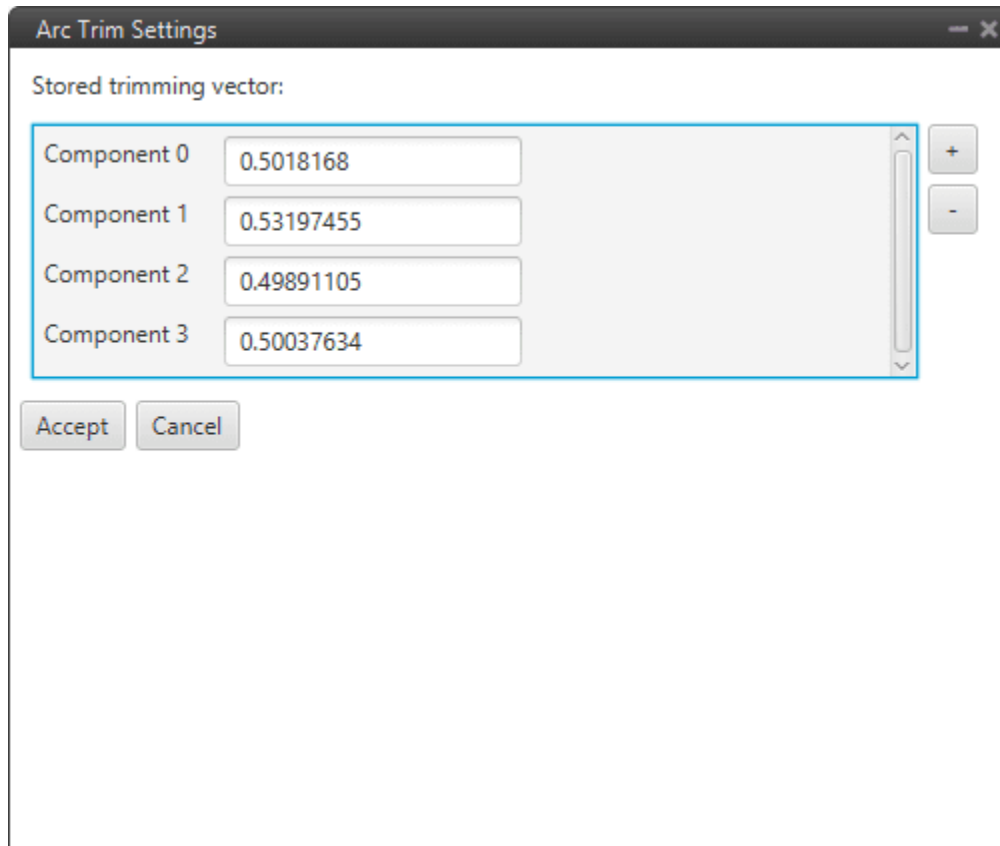 Arc Trim Settings
Stored trimming vector:
Component 0 0.5018168
Component 1 0.53197455
Component 2 0.49891105
Component 3 0.50037634
+
-
Accept Cancel